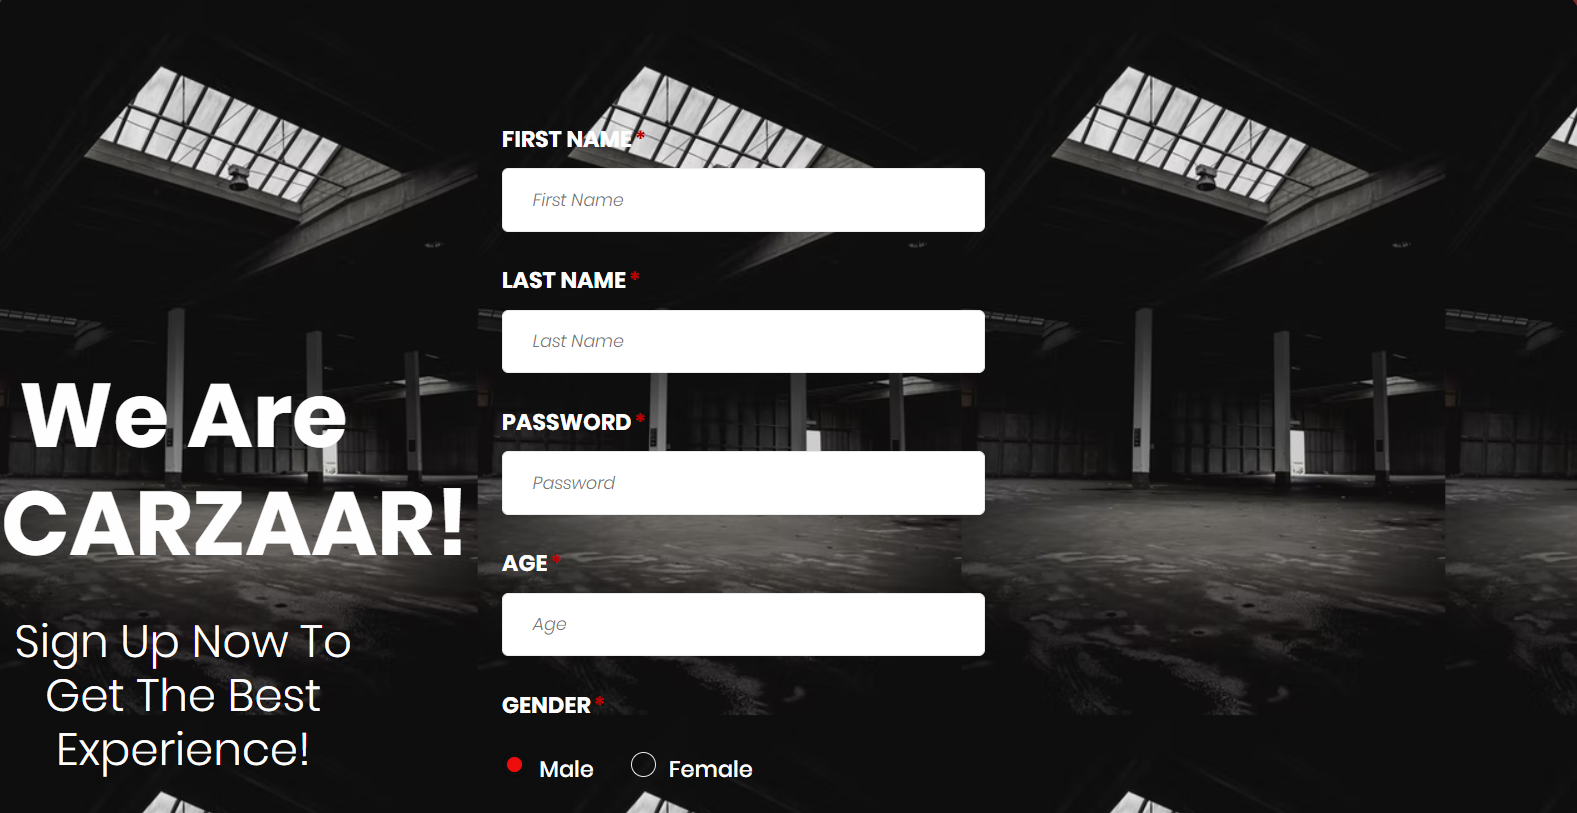 We Are
CARZAAR!
Sign Up Now To
Get The Best
Experience!
FIRST NAME *
First Name
LAST NAME *
Last Name
PASSWORD *
Password
AGE *
Age
GENDER *
Male Female